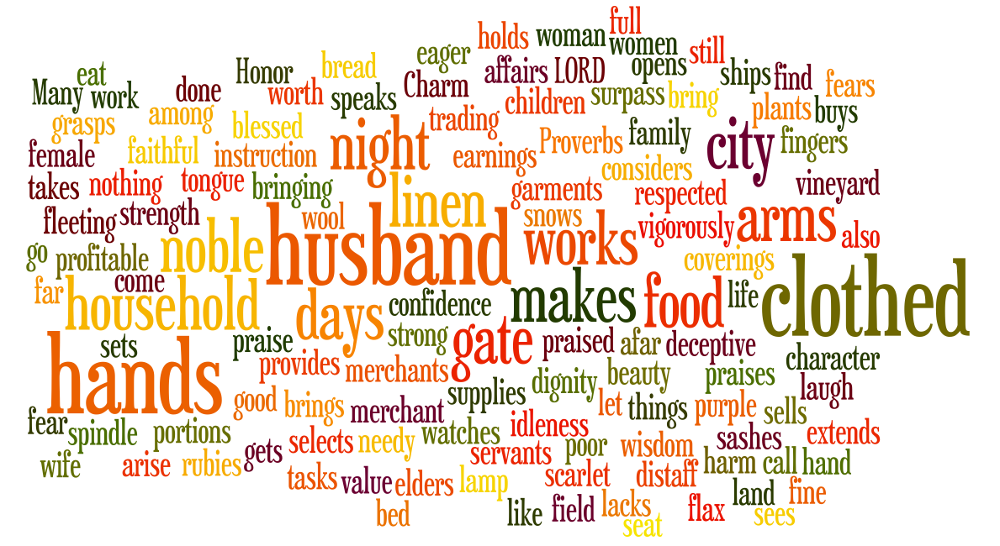 full
holds woman women
eager opens still
eat Honor bread affairs LORD ships find
Many work done worth speaks Charm children surpass bring fears
grasps among blessed trading plants buys
female faithful instruction night earnings Proverbs family city fingers
takes nothing tongue bringing linen garments considers respected vineyard
fleeting strength wool snows vigorously arms also
go profitable noble husband works coverings
far come household days confidence makes food life clothed
sets praise strong gate praised afar deceptive
hands provides merchants dignity beauty praises character
good brings merchant supplies let things purple sells laugh
fear spindle portions gets selects needy watches idleness poor wisdom sashes extends
wife arise rubies servants harm call hand
tasks value elders lamp scarlet distaff land fine
bed like field lacks flax sees
seat